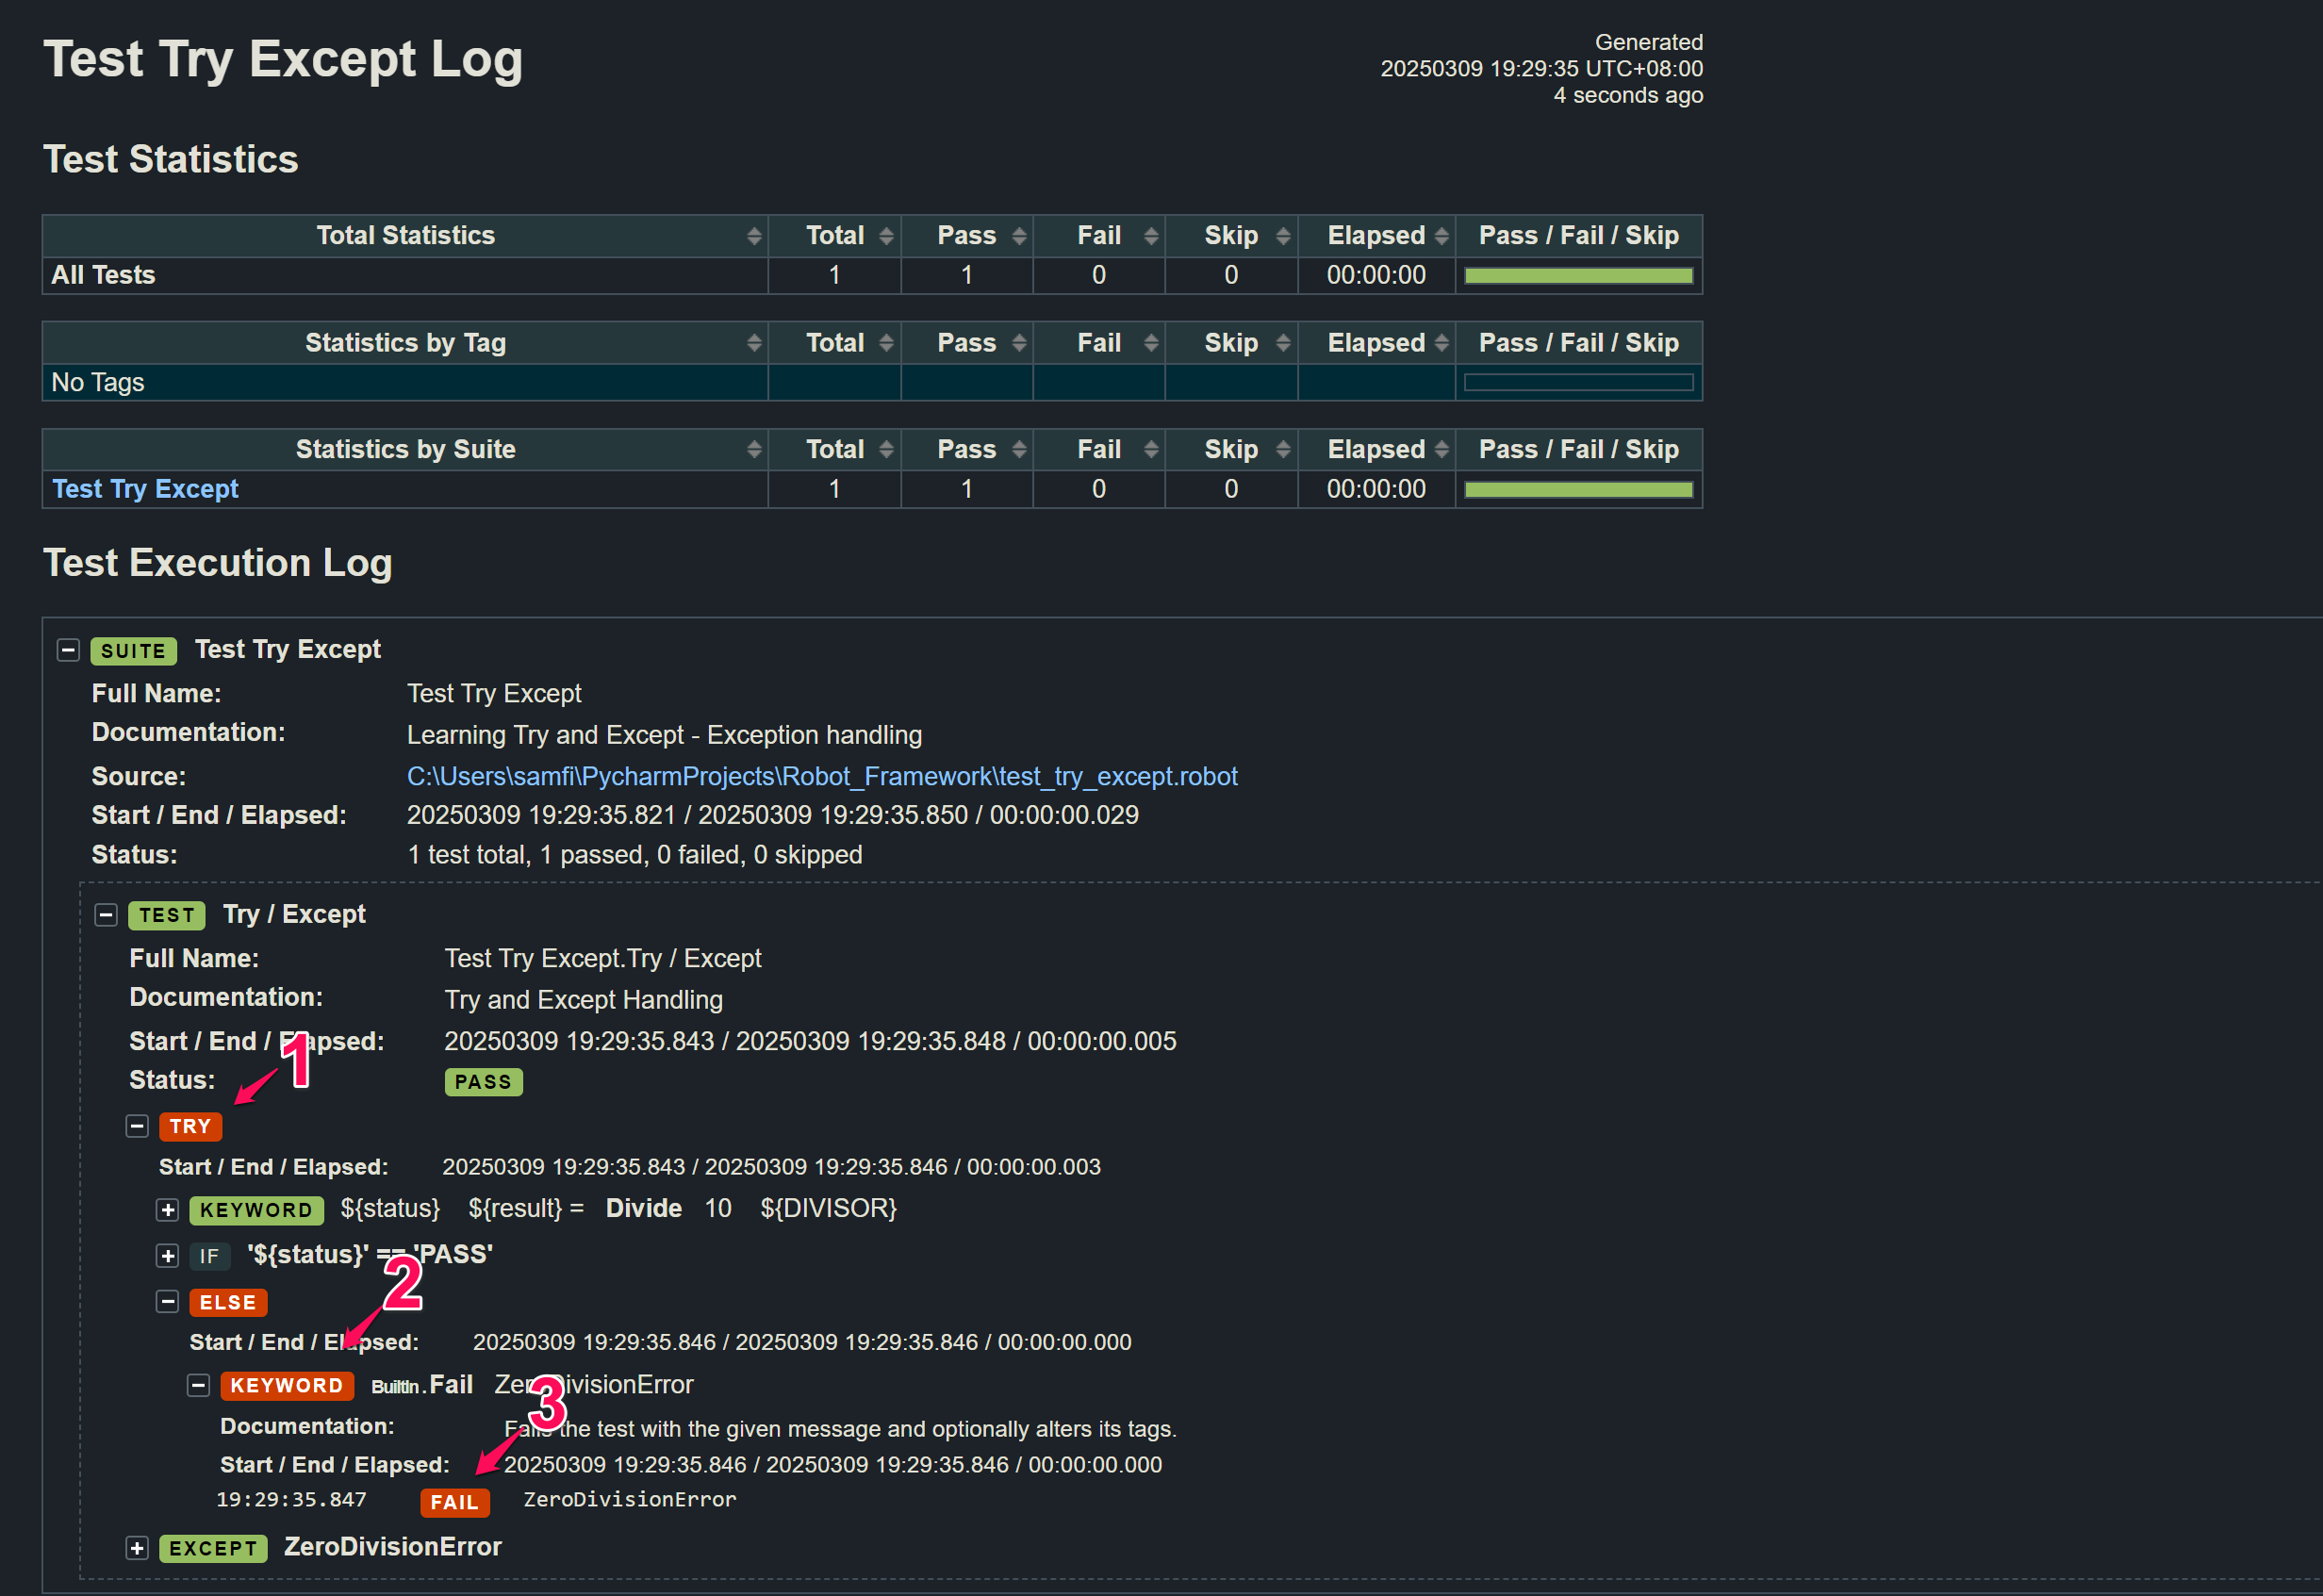 Test Try Except Log
Generated
20250309 19:29:35 UTC+08:00
4 seconds ago
Test Statistics
Total Statistics Total Pass Fail Skip Elapsed Pass / Fail / Skip
All Tests 1 1 0 0 00:00:00
Statistics by Tag Total Pass Fail Skip Elapsed Pass / Fail / Skip
No Tags
Statistics by Suite Total Pass Fail Skip Elapsed Pass / Fail / Skip
Test Try Except 1 1 0 0 00:00:00
Test Execution Log
SUITE Test Try Except
Full Name: Test Try Except
Documentation: Learning Try and Except - Exception handling
Source: C:\Users\samfi\PycharmProjects\Robot_Framework\test_try_except.robot
Start / End / Elapsed: 20250309 19:29:35.821 / 20250309 19:29:35.850 / 00:00:00.029
Status: 1 test total, 1 passed, 0 failed, 0 skipped
TEST Try / Except
Full Name: Test Try Except.Try / Except
Documentation: Try and Except Handling
Start / End / Elapsed: 20250309 19:29:35.843 / 20250309 19:29:35.848 / 00:00:00.005
1
Status: PASS
TRY
Start / End / Elapsed: 20250309 19:29:35.843 / 20250309 19:29:35.846 / 00:00:00.003
KEYWORD ${status} ${result} = Divide 10 ${DIVISOR}
IF '${status}' == 'PASS'
2
ELSE
Start / End / Elapsed: 20250309 19:29:35.846 / 20250309 19:29:35.846 / 00:00:00.000
KEYWORD BuiltIn.Fail ZeroDivisionError
3
Documentation: Fails the test with the given message and optionally alters its tags.
Start / End / Elapsed: 20250309 19:29:35.846 / 20250309 19:29:35.846 / 00:00:00.000
19:29:35.847 FAIL ZeroDivisionError
EXCEPT ZeroDivisionError